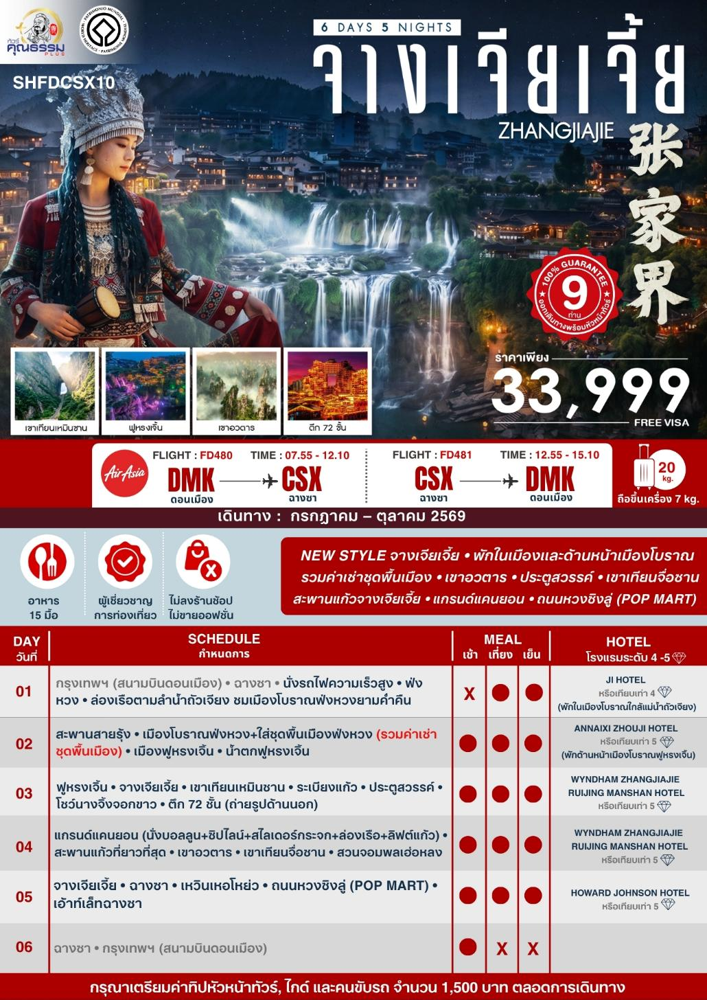 ทัวร์
คุณธรรม
PLUS
WORLD HERITAGE • PATRIMOINE MONDIAL • PATRIMONIO MUNDIAL
SHFDCSX10
6 DAYS 5 NIGHTS
จางเจียเจี้ย
ZHANGJIAJIE
张
家
界
100% GUARANTEE
9
ท่าน
ออกเดินทางพร้อมหัวหน้าทัวร์
ราคาเพียง
33,999
FREE VISA
เขาเทียนเหมินซาน
ฟูหรงเจิ้น
เขาอวตาร
ตึก 72 ชั้น
AirAsia
FLIGHT : FD480 TIME : 07.55 - 12.10
DMK CSX
ดอนเมือง ฉางซา
FLIGHT : FD481 TIME : 12.55 - 15.10
CSX DMK
ฉางซา ดอนเมือง
20
kg.
ถือขึ้นเครื่อง 7 kg.
เดินทาง : กรกฎาคม – ตุลาคม 2569
อาหาร
15 มื้อ
ผู้เชี่ยวชาญ
การท่องเที่ยว
ไม่ลงร้านช้อป
ไม่ขายออฟชั่น
X
NEW STYLE จางเจียเจี้ย • พักในเมืองและด้านหน้าเมืองโบราณ
รวมค่าเช่าชุดพื้นเมือง • เขาอวตาร • ประตูสวรรค์ • เขาเทียนจื่อซาน
สะพานแก้วจางเจียเจี้ย • แกรนด์แคนยอน • ถนนหวงซิงลู่ (POP MART)
DAY
วันที่
SCHEDULE
กำหนดการ
MEAL
เช้า เที่ยง เย็น
HOTEL
โรงแรมระดับ 4 -5
01
กรุงเทพฯ (สนามบินดอนเมือง) • ฉางซา • นั่งรถไฟความเร็วสูง • ฟ่ง
หวง • ล่องเรือตามลำน้ำถัวเจียง ชมเมืองโบราณฟ่งหวงยามค่ำคืน
X
JI HOTEL
หรือเทียบเท่า 4
(พักในเมืองโบราณใกล้แม่น้ำถัวเจียง)
02
สะพานสายรุ้ง • เมืองโบราณฟ่งหวง+ใส่ชุดพื้นเมืองฟ่งหวง (รวมค่าเช่า
ชุดพื้นเมือง) • เมืองฟูหรงเจิ้น • น้ำตกฟูหรงเจิ้น
ANNAIXI ZHOUJI HOTEL
หรือเทียบเท่า 5
(พักด้านหน้าเมืองโบราณฟูหรงเจิ้น)
03
ฟูหรงเจิ้น • จางเจียเจี้ย • เขาเทียนเหมินซาน • ระเบียงแก้ว • ประตูสวรรค์ •
โชว์นางจิ้งจอกขาว • ตึก 72 ชั้น (ถ่ายรูปด้านนอก)
WYNDHAM ZHANGJIAJIE
RUIJING MANSHAN HOTEL
หรือเทียบเท่า 5
04
แกรนด์แคนยอน (นั่งบอลลูน+ซิปไลน์+สไลเดอร์กระจก+ล่องเรือ+ลิฟต์แก้ว) •
สะพานแก้วที่ยาวที่สุด • เขาอวตาร • เขาเทียนจื่อซาน • สวนจอมพลเฮ่อหลง
WYNDHAM ZHANGJIAJIE
RUIJING MANSHAN HOTEL
หรือเทียบเท่า 5
05
จางเจียเจี้ย • ฉางซา • เหวินเหอโหย่ว • ถนนหวงซิงลู่ (POP MART) •
เอ้าท์เล็ทฉางซา
HOWARD JOHNSON HOTEL
หรือเทียบเท่า 5
06
ฉางซา • กรุงเทพฯ (สนามบินดอนเมือง)
X X
กรุณาเตรียมค่าทิปหัวหน้าทัวร์, ไกด์ และคนขับรถ จำนวน 1,500 บาท ตลอดการเดินทาง